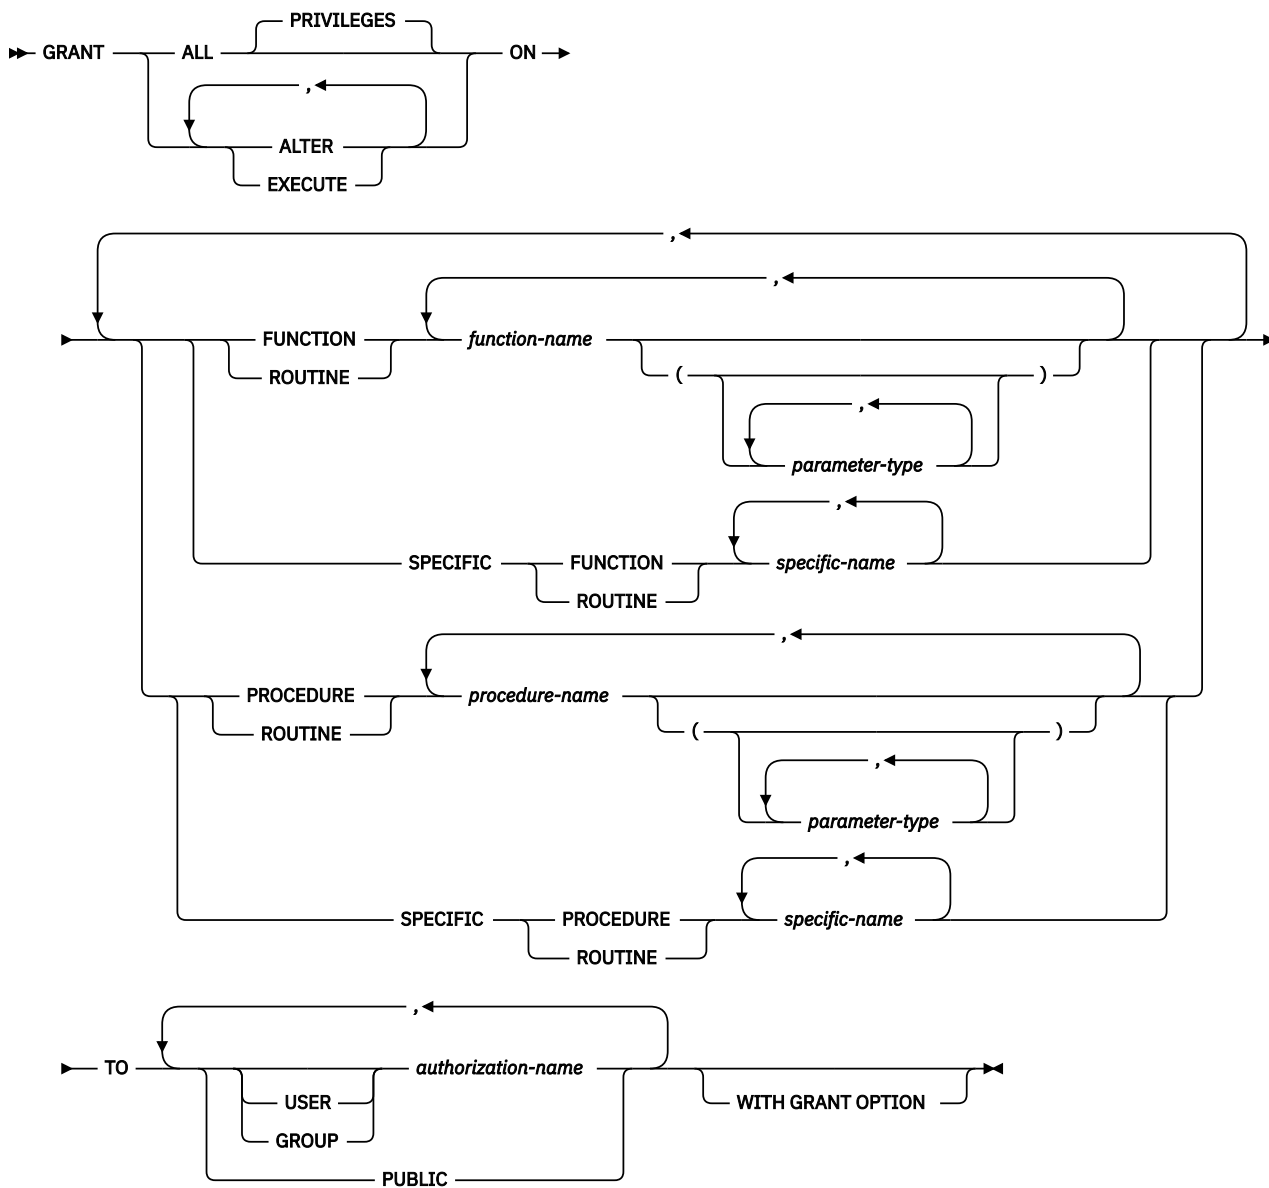 PRIVILEGES
GRANT ALL ON
,
ALTER
EXECUTE
,
,
FUNCTION function-name
ROUTINE ( )
,
parameter-type
,
SPECIFIC FUNCTION specific-name
ROUTINE
,
PROCEDURE procedure-name
ROUTINE ( )
,
parameter-type
,
SPECIFIC PROCEDURE specific-name
ROUTINE
,
TO authorization-name
USER WITH GRANT OPTION
GROUP
PUBLIC